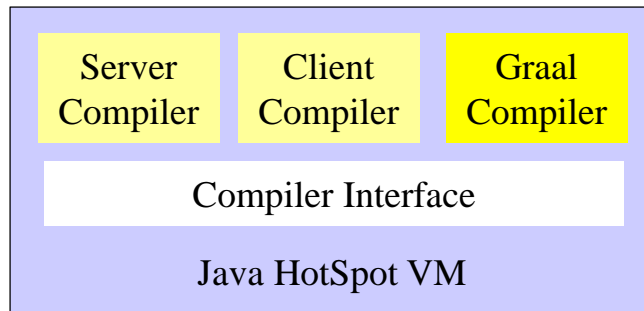 Server
Compiler
Client
Compiler
Graal
Compiler
Compiler Interface
Java HotSpot VM